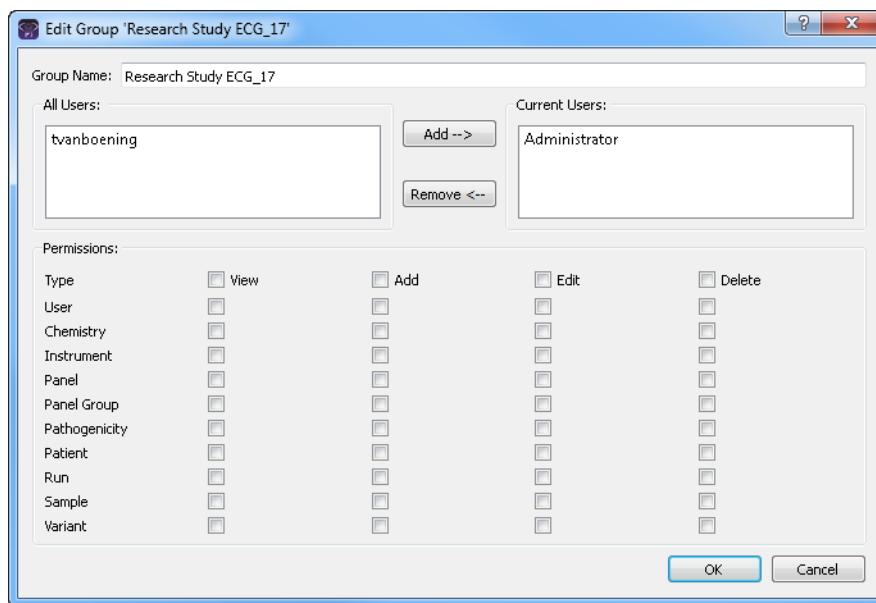 Edit Group 'Research Study ECG_17'
Group Name: Research Study ECG_17
All Users:
tvanboening
Add -->
Remove <--
Current Users:
Administrator
Permissions:
Type View Add Edit Delete
User
Chemistry
Instrument
Panel
Panel Group
Pathogenicity
Patient
Run
Sample
Variant
OK Cancel